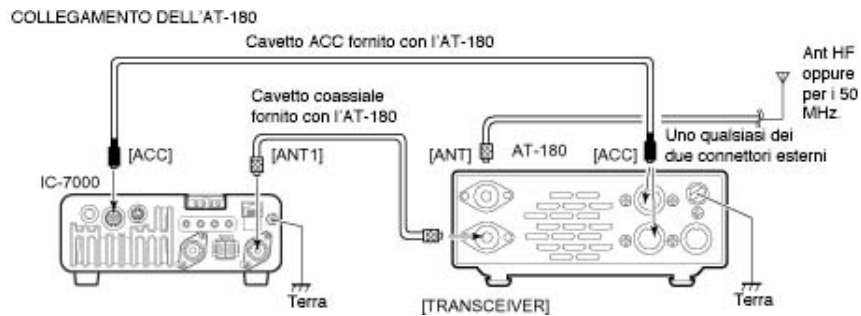 COLLEGAMENTO DELL'AT-180
Cavetto ACC fornito con l'AT-180
Ant HF
oppure
per i 50
MHz.
Cavetto coassiale
fornito con l'AT-180
Uno qualsiasi dei
due connettori esterni
[ACC]
[ANT1]
[ANT]
AT-180
[ACC]
IC-7000
Terra
[TRANSCEIVER]
Terra